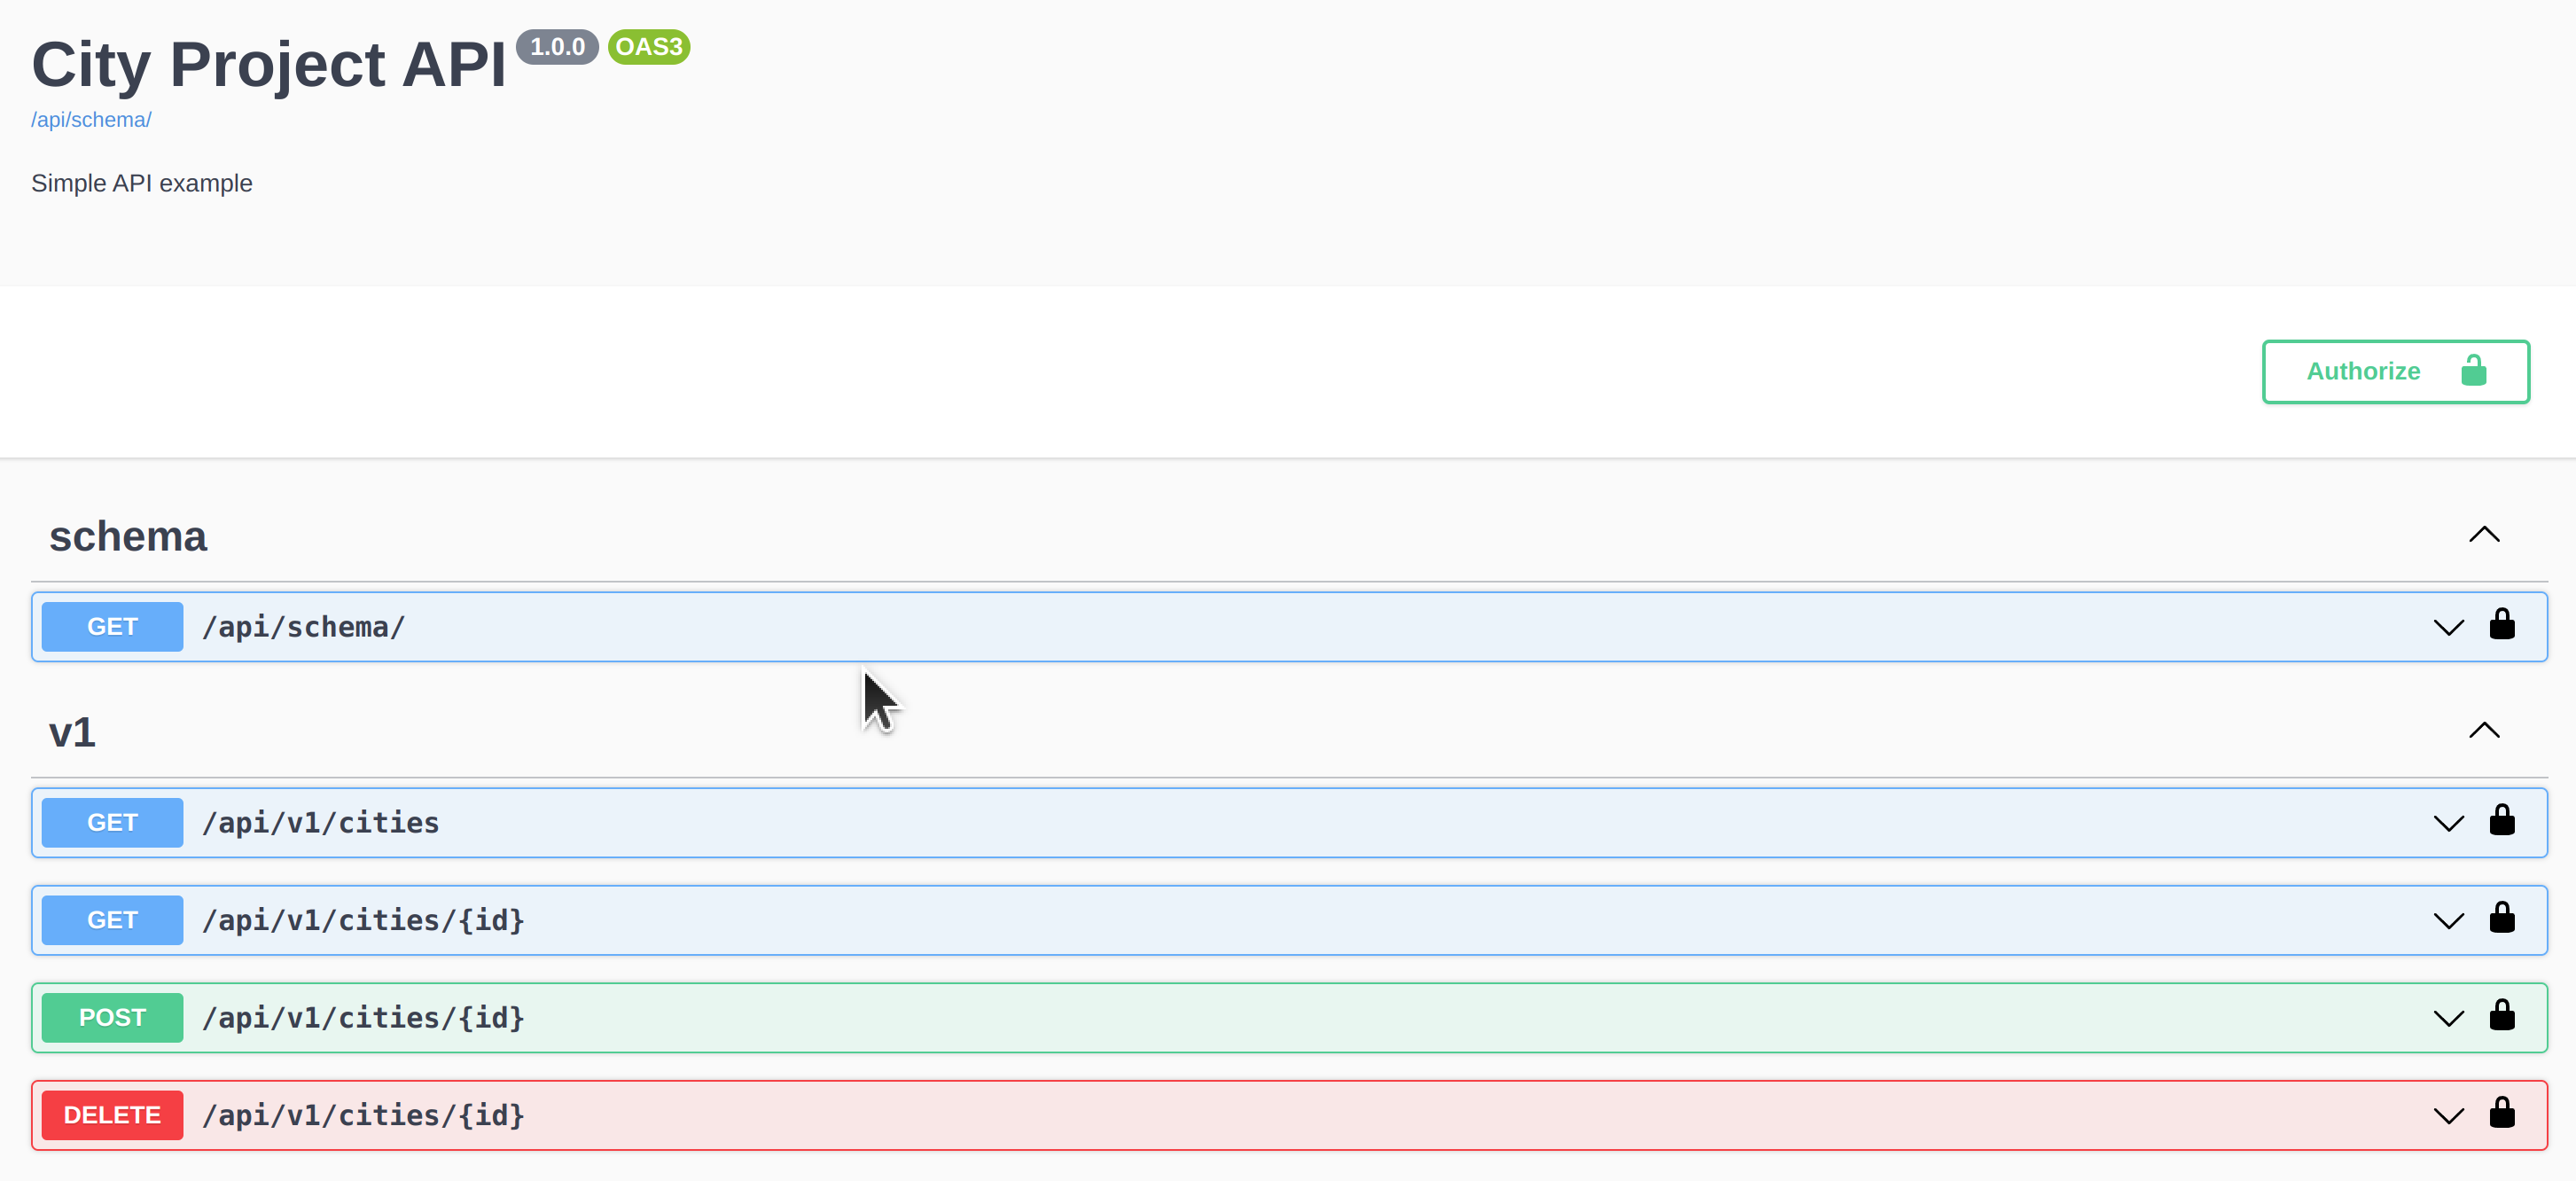 City Project API 1.0.0 OAS3
/api/schema/
Simple API example
Authorize
schema
GET /api/schema/
v1
GET /api/v1/cities
GET /api/v1/cities/{id}
POST /api/v1/cities/{id}
DELETE /api/v1/cities/{id}